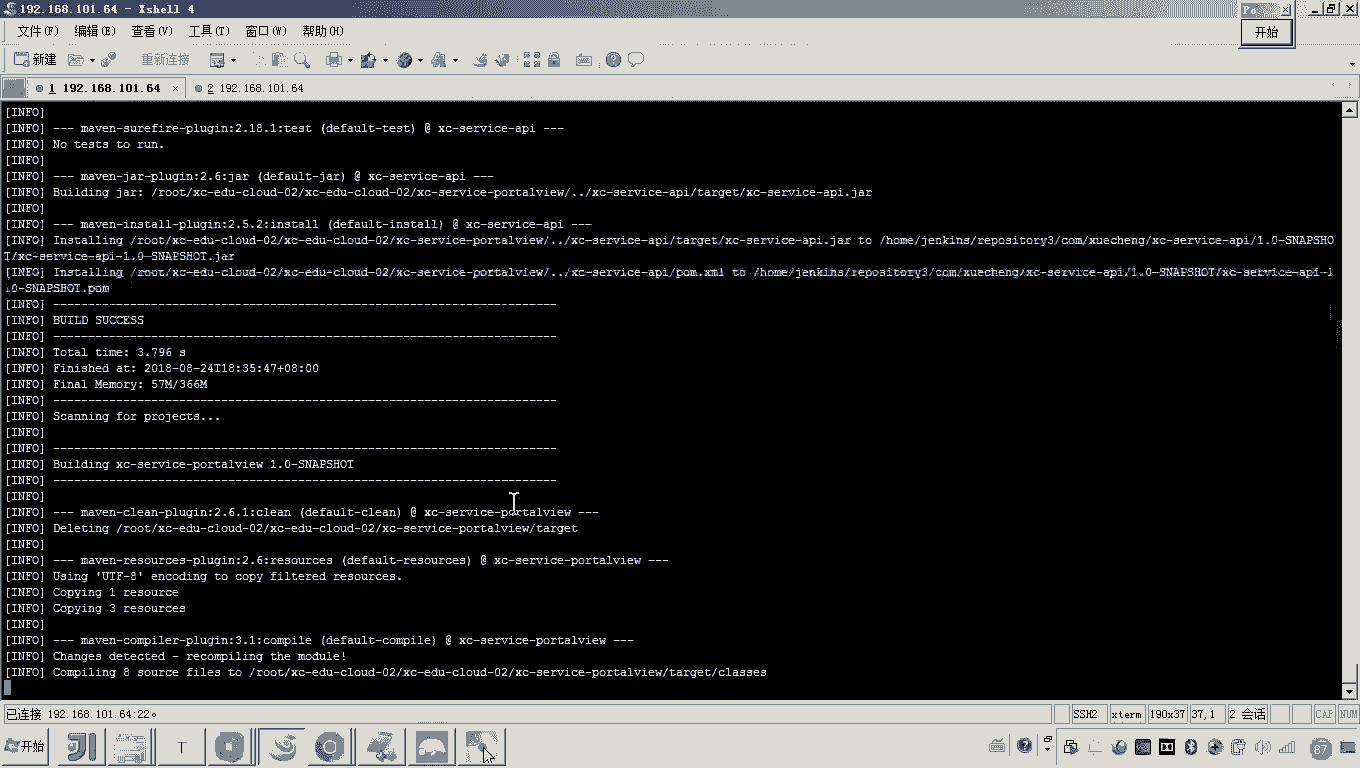 192.168.101.64 - Xshell 4
Po
开始
文件(F) 编辑(E) 查看(V) 工具(T) 窗口(W) 帮助(H)
新建 重新连接
1 192.168.101.64 × 2 192.168.101.64
[INFO]
[INFO] --- maven-surefire-plugin:2.18.1:test (default-test) @ xc-service-api ---
[INFO] No tests to run.
[INFO]
[INFO] --- maven-jar-plugin:2.6:jar (default-jar) @ xc-service-api ---
[INFO] Building jar: /root/xc-edu-cloud-02/xc-edu-cloud-02/xc-service-portalview/../xc-service-api/target/xc-service-api.jar
[INFO]
[INFO] --- maven-install-plugin:2.5.2:install (default-install) @ xc-service-api ---
[INFO] Installing /root/xc-edu-cloud-02/xc-edu-cloud-02/xc-service-portalview/../xc-service-api/target/xc-service-api.jar to /home/jenkins/repository3/com/xuecheng/xc-service-api/1.0-SNAPSHO
T/xc-service-api-1.0-SNAPSHOT.jar
[INFO] Installing /root/xc-edu-cloud-02/xc-edu-cloud-02/xc-service-portalview/../xc-service-api/pom.xml to /home/jenkins/repository3/com/xuecheng/xc-service-api/1.0-SNAPSHOT/xc-service-api-1
.0-SNAPSHOT.pom
[INFO] ------------------------------------------------------------------------
[INFO] BUILD SUCCESS
[INFO] ------------------------------------------------------------------------
[INFO] Total time: 3.796 s
[INFO] Finished at: 2018-08-24T18:35:47+08:00
[INFO] Final Memory: 57M/366M
[INFO] ------------------------------------------------------------------------
[INFO] Scanning for projects...
[INFO]
[INFO] ------------------------------------------------------------------------
[INFO] Building xc-service-portalview 1.0-SNAPSHOT
[INFO] ------------------------------------------------------------------------
[INFO]
[INFO] --- maven-clean-plugin:2.6.1:clean (default-clean) @ xc-service-portalview ---
[INFO] Deleting /root/xc-edu-cloud-02/xc-edu-cloud-02/xc-service-portalview/target
[INFO]
[INFO] --- maven-resources-plugin:2.6:resources (default-resources) @ xc-service-portalview ---
[INFO] Using 'UTF-8' encoding to copy filtered resources.
[INFO] Copying 1 resource
[INFO] Copying 3 resources
[INFO]
[INFO] --- maven-compiler-plugin:3.1:compile (default-compile) @ xc-service-portalview ---
[INFO] Changes detected - recompiling the module!
[INFO] Compiling 8 source files to /root/xc-edu-cloud-02/xc-edu-cloud-02/xc-service-portalview/target/classes
已连接 192.168.101.64:22。 SSH2 xterm 190x37 37,1 2 会话 CAP NUM
开始 T 87